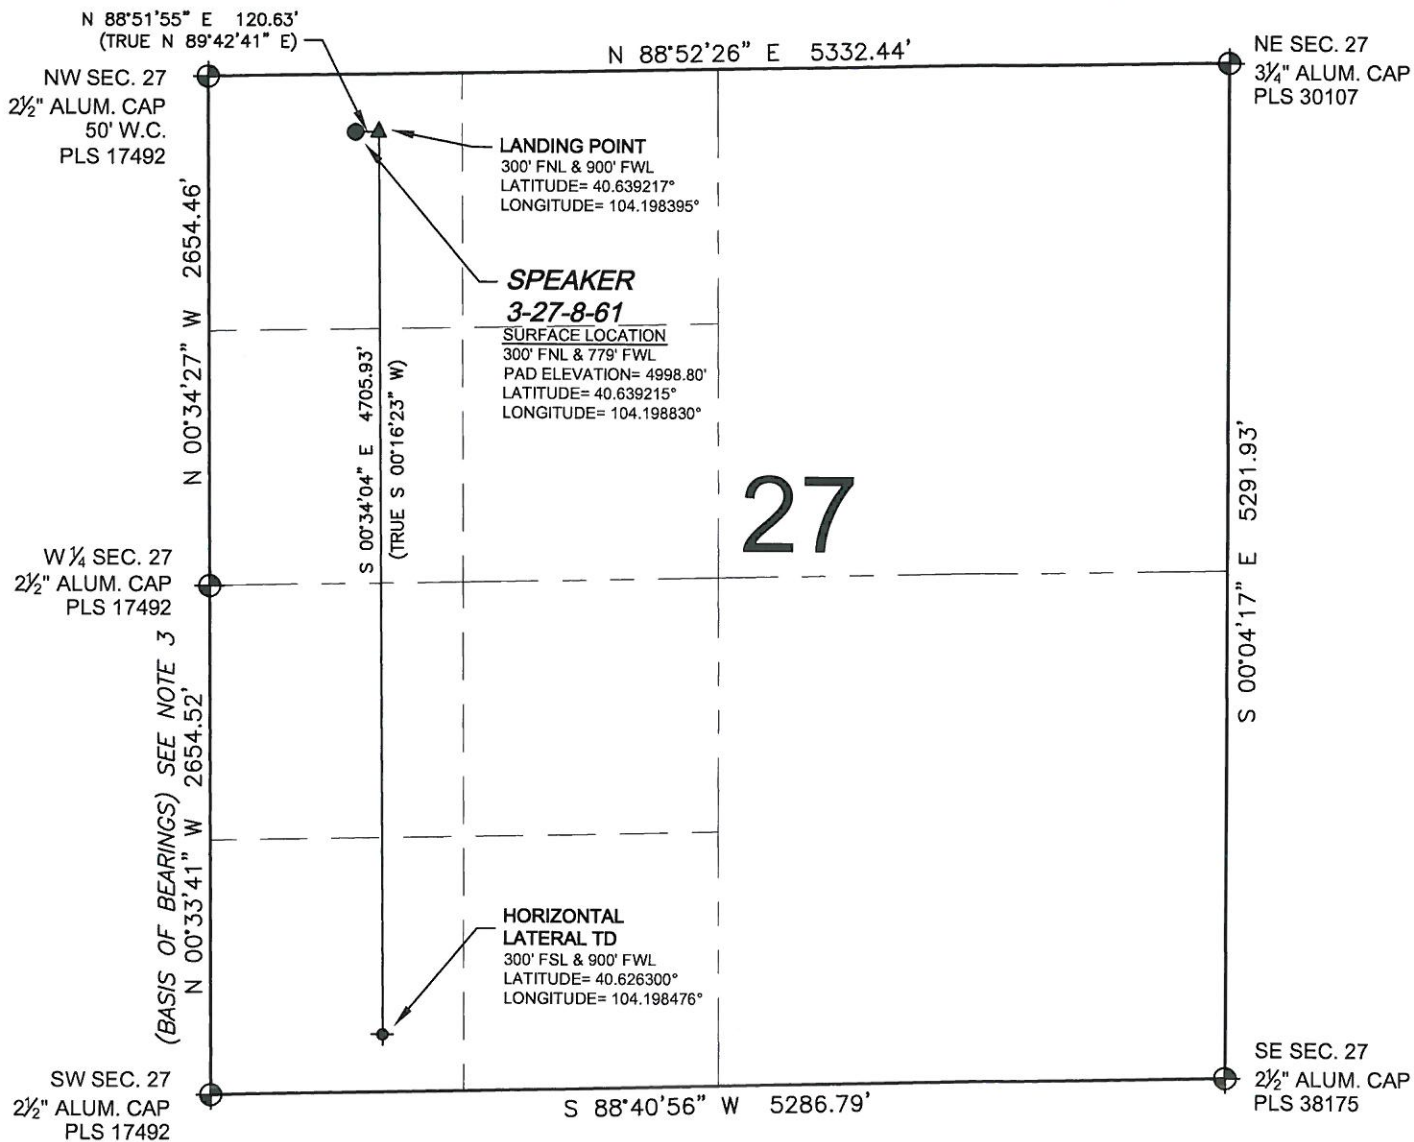 N 88°51'55" E 120.63'
(TRUE N 89°42'41" E)
N 88°52'26" E 5332.44'
NE SEC. 27
3¼" ALUM. CAP
PLS 30107
NW SEC. 27
2½" ALUM. CAP
50' W.C.
PLS 17492
LANDING POINT
300' FNL & 900' FWL
LATITUDE= 40.639217°
LONGITUDE= 104.198395°
N 00°34'27" W 2654.46'
SPEAKER
3-27-8-61
SURFACE LOCATION
300' FNL & 779' FWL
PAD ELEVATION= 4998.80'
LATITUDE= 40.639215°
LONGITUDE= 104.198830°
S 00°34'04" E 4705.93'
(TRUE S 00°16'23" W)
27
S 00°04'17" E 5291.93'
W ¼ SEC. 27
2½" ALUM. CAP
PLS 17492
(BASIS OF BEARINGS) SEE NOTE 3
N 00°33'41" W 2654.52'
HORIZONTAL
LATERAL TD
300' FSL & 900' FWL
LATITUDE= 40.626300°
LONGITUDE= 104.198476°
SW SEC. 27
2½" ALUM. CAP
PLS 17492
S 88°40'56" W 5286.79'
SE SEC. 27
2½" ALUM. CAP
PLS 38175